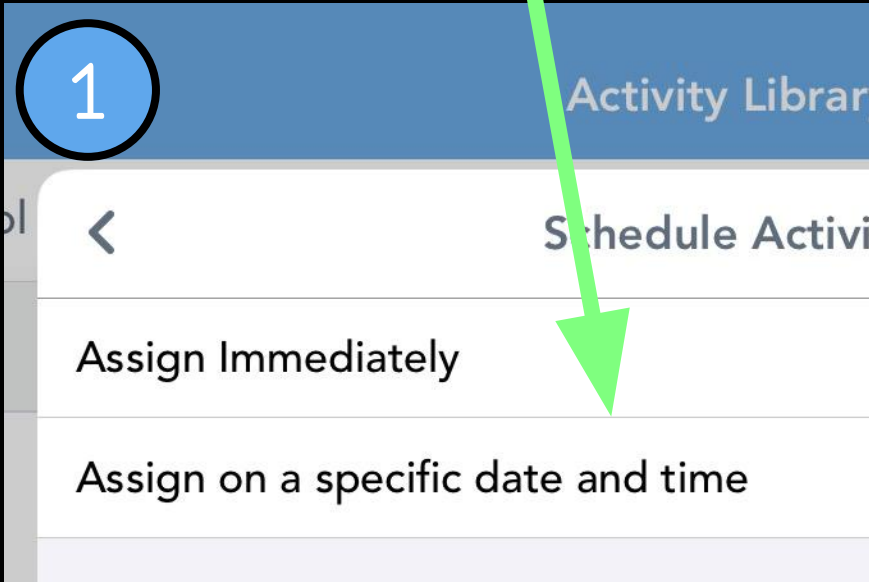 1
Activity Librar
ol
Schedule Activi
Assign Immediately
Assign on a specific date and time